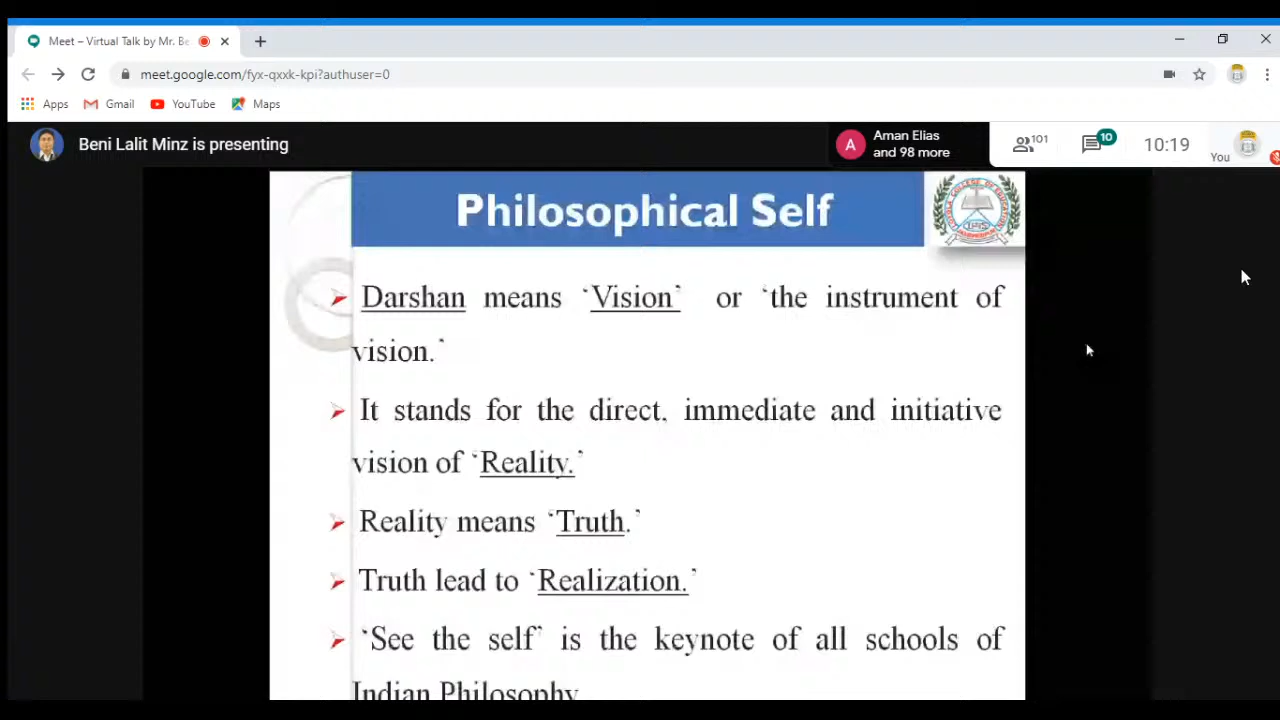 Meet – Virtual Talk by Mr. Be
meet.google.com/fyx-qxxk-kpi?authuser=0
Apps Gmail YouTube Maps
Beni Lalit Minz is presenting
A Aman Elias
and 98 more
101 10 10:19
You
Philosophical Self
Darshan means ‘Vision’ or ‘the instrument of
vision.‘
It stands for the direct, immediate and initiative
vision of ‘Reality.’
Reality means ‘Truth.’
Truth lead to ‘Realization.’
‘See the self’ is the keynote of all schools of
Indian Philosophy